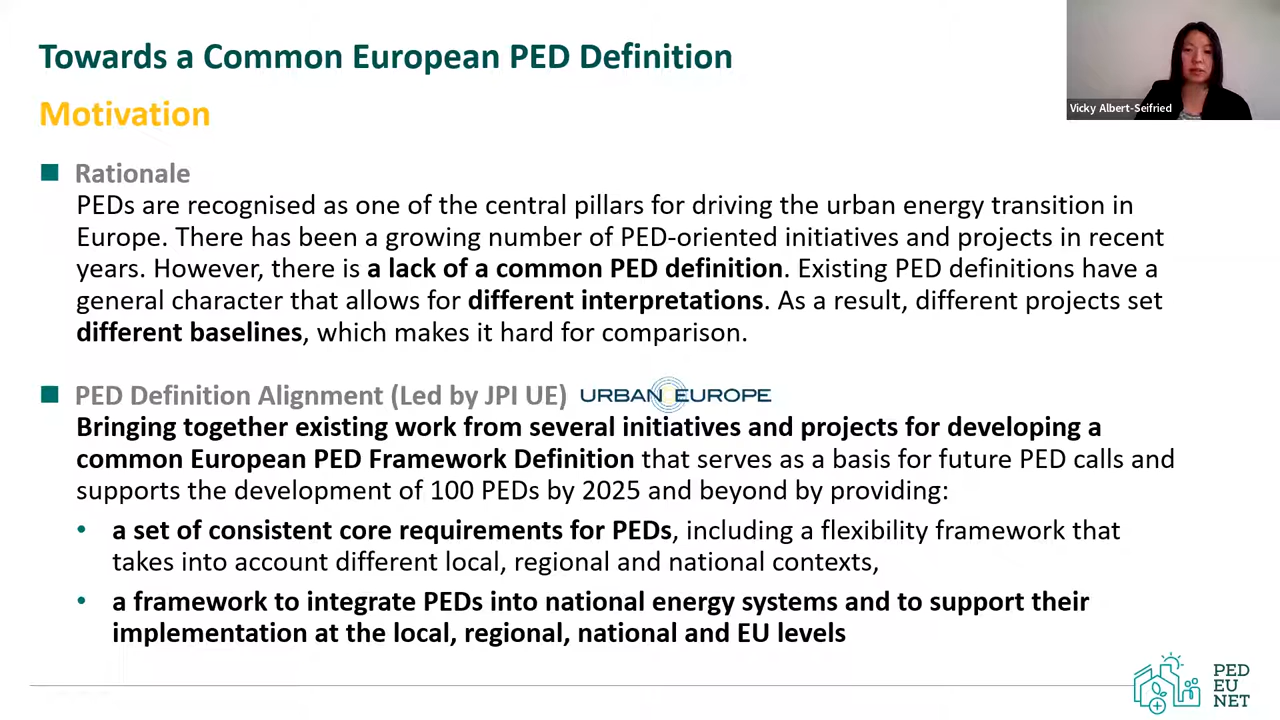 Towards a Common European PED Definition
Vicky Albert-Seifried
Motivation
Rationale
PEDs are recognised as one of the central pillars for driving the urban energy transition in
Europe. There has been a growing number of PED-oriented initiatives and projects in recent
years. However, there is a lack of a common PED definition. Existing PED definitions have a
general character that allows for different interpretations. As a result, different projects set
different baselines, which makes it hard for comparison.
PED Definition Alignment (Led by JPI UE) URBAN EUROPE
Bringing together existing work from several initiatives and projects for developing a
common European PED Framework Definition that serves as a basis for future PED calls and
supports the development of 100 PEDs by 2025 and beyond by providing:
• a set of consistent core requirements for PEDs, including a flexibility framework that
takes into account different local, regional and national contexts,
• a framework to integrate PEDs into national energy systems and to support their
implementation at the local, regional, national and EU levels
PED
EU
NET